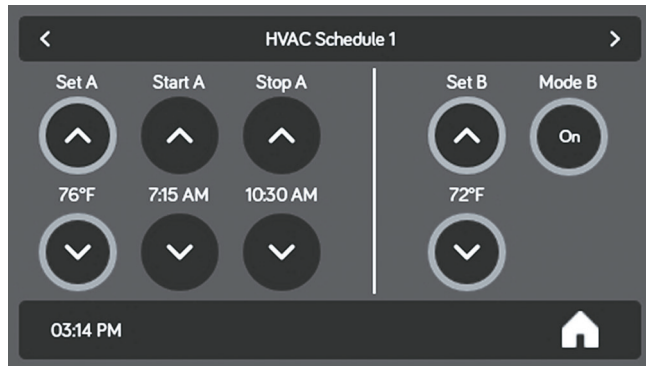 HVAC Schedule 1
Set A Start A Stop A Set B Mode B
On
76°F 7:15 AM 10:30 AM 72°F
03:14 PM